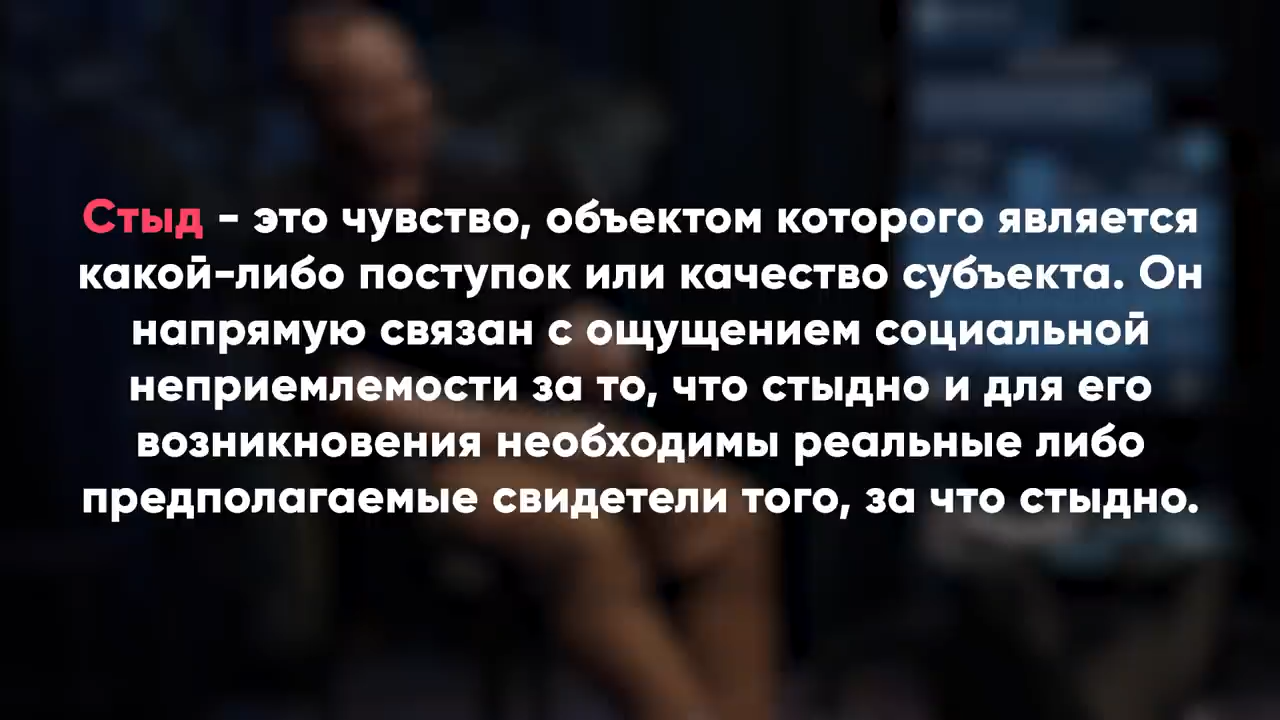 Стыд - это чувство, объектом которого является
какой-либо поступок или качество субъекта. Он
напрямую связан с ощущением социальной
неприемлемости за то, что стыдно и для его
возникновения необходимы реальные либо
предполагаемые свидетели того, за что стыдно.